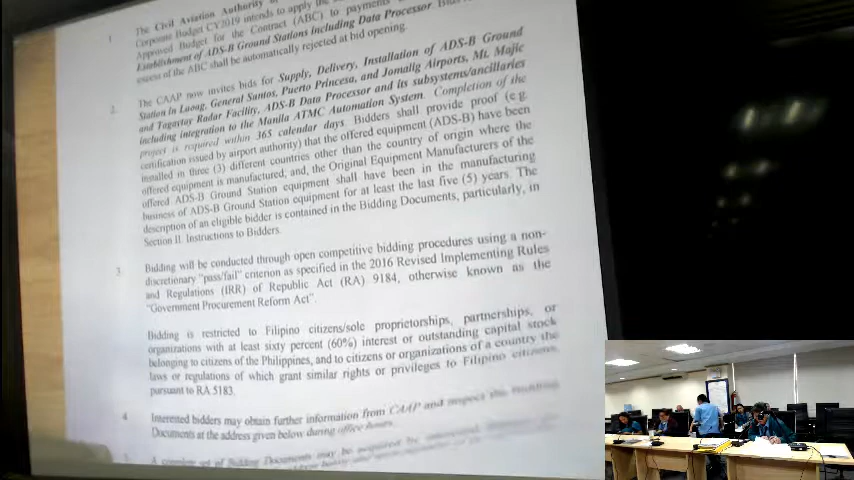 1 The Civil Aviation Authority of
Corporate Budget CY2019 intends to apply the
Approved Budget for the Contract (ABC) to payments
Establishment of ADS-B Ground Stations including Data Processor.
excess of the ABC shall be automatically rejected at bid opening.
2. The CAAP now invites bids for Supply, Delivery, Installation of ADS-B Ground
Station in Laoag, General Santos, Puerto Princesa, and Jomalig Airports, Mt. Majic
and Tagaytay Radar Facility, ADS-B Data Processor and its subsystems/ancillaries
including integration to the Manila ATMC Automation System. Completion of the
project is required within 365 calendar days. Bidders shall provide proof (e.g.
certification issued by airport authority) that the offered equipment (ADS-B) have been
installed in three (3) different countries other than the country of origin where the
offered equipment is manufactured; and, the Original Equipment Manufacturers of the
offered ADS-B Ground Station equipment shall have been in the manufacturing
business of ADS-B Ground Station equipment for at least the last five (5) years. The
description of an eligible bidder is contained in the Bidding Documents, particularly, in
Section II. Instructions to Bidders.
3. Bidding will be conducted through open competitive bidding procedures using a non-
discretionary "pass/fail" criterion as specified in the 2016 Revised Implementing Rules
and Regulations (IRR) of Republic Act (RA) 9184, otherwise known as the
"Government Procurement Reform Act".
Bidding is restricted to Filipino citizens/sole proprietorships, partnerships, or
organizations with at least sixty percent (60%) interest or outstanding capital stock
belonging to citizens of the Philippines, and to citizens or organizations of a country the
laws or regulations of which grant similar rights or privileges to Filipino citizens,
pursuant to RA 5183.
4. Interested bidders may obtain further information from CAAP and inspect the Bidding
Documents at the address given below during office hours.
A complete set of Bidding Documents may be